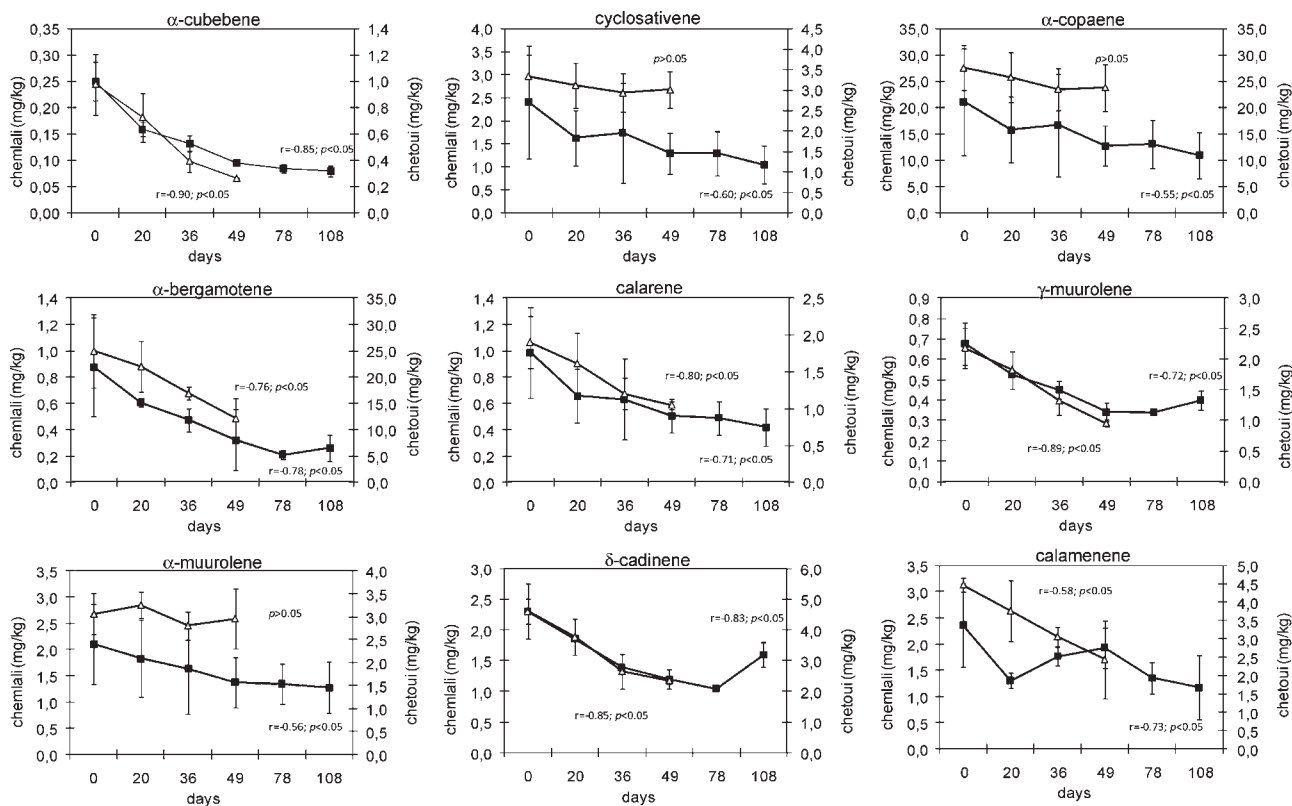 α-cubebene
chemlali (mg/kg)
0,35
0,30
0,25
0,20
0,15
0,10
0,05
0,00
1,4
1,2
1,0
0,8
0,6
0,4
0,2
0,0
chetoui (mg/kg)
r=-0.85; p<0.05
r=-0.90; p<0.05
0 20 36 49 78 108
days
cyclosativene
chemlali (mg/kg)
4,0
3,5
3,0
2,5
2,0
1,5
1,0
0,5
0,0
4,5
4,0
3,5
3,0
2,5
2,0
1,5
1,0
0,5
0,0
chetoui (mg/kg)
p>0.05
r=-0.60; p<0.05
0 20 36 49 78 108
days
α-copaene
chemlali (mg/kg)
35,0
30,0
25,0
20,0
15,0
10,0
5,0
0,0
35,0
30,0
25,0
20,0
15,0
10,0
5,0
0,0
chetoui (mg/kg)
p>0.05
r=-0.55; p<0.05
0 20 36 49 78 108
days
α-bergamotene
chemlali (mg/kg)
1,4
1,2
1,0
0,8
0,6
0,4
0,2
0,0
35,0
30,0
25,0
20,0
15,0
10,0
5,0
0,0
chetoui (mg/kg)
r=-0.76; p<0.05
r=-0.78; p<0.05
0 20 36 49 78 108
days
calarene
chemlali (mg/kg)
1,4
1,2
1,0
0,8
0,6
0,4
0,2
0,0
2,5
2,0
1,5
1,0
0,5
0,0
chetoui (mg/kg)
r=-0.80; p<0.05
r=-0.71; p<0.05
0 20 36 49 78 108
days
γ-muurolene
chemlali (mg/kg)
0,9
0,8
0,7
0,6
0,5
0,4
0,3
0,2
0,1
0,0
3,0
2,5
2,0
1,5
1,0
0,5
0,0
chetoui (mg/kg)
r=-0.72; p<0.05
r=-0.89; p<0.05
0 20 36 49 78 108
days
α-muurolene
chemlali (mg/kg)
3,5
3,0
2,5
2,0
1,5
1,0
0,5
0,0
4,0
3,5
3,0
2,5
2,0
1,5
1,0
0,5
0,0
chetoui (mg/kg)
p>0.05
r=-0.56; p<0.05
0 20 36 49 78 108
days
δ-cadinene
chemlali (mg/kg)
3,0
2,5
2,0
1,5
1,0
0,5
0,0
6,0
5,0
4,0
3,0
2,0
1,0
0,0
chetoui (mg/kg)
r=-0.83; p<0.05
r=-0.85; p<0.05
0 20 36 49 78 108
days
calamenene
chemlali (mg/kg)
3,5
3,0
2,5
2,0
1,5
1,0
0,5
0,0
5,0
4,5
4,0
3,5
3,0
2,5
2,0
1,5
1,0
0,5
0,0
chetoui (mg/kg)
r=-0.58; p<0.05
r=-0.73; p<0.05
0 20 36 49 78 108
days